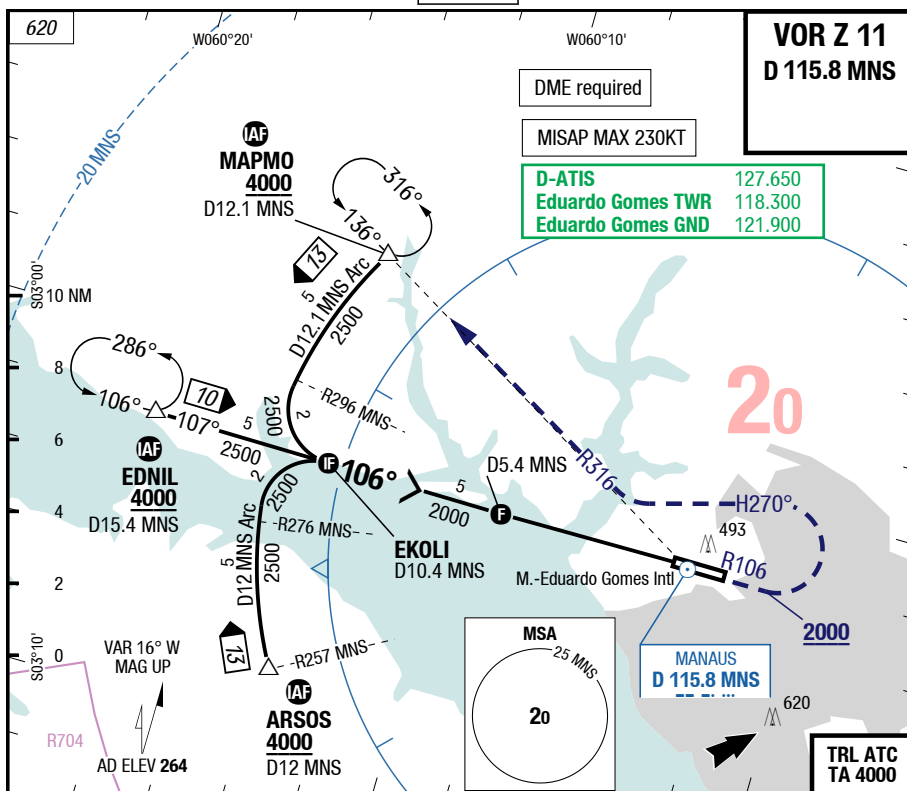 620
W060°20'
W060°10'
VOR Z 11
D 115.8 MNS
DME required
MISAP MAX 230KT
D-ATIS 127.650
Eduardo Gomes TWR 118.300
Eduardo Gomes GND 121.900
20 MNS
IAF
MAPMO
4000
D12.1 MNS
316°
136°
13
5
D12.1 MNS Arc
2500
S03°00'
10 NM
8
6
4
2
0
S03°10'
286°
106°
107°
10
5
2500
IAF
EDNIL
4000
D15.4 MNS
R296 MNS
2500
2
IF
106°
EKOLI
D10.4 MNS
5
2000
D5.4 MNS
F
R316
H270°
20
493
R106
M.-Eduardo Gomes Intl
2000
2
2500
R276 MNS
D12 MNS Arc
5
2500
13
R257 MNS
IAF
ARSOS
4000
D12 MNS
VAR 16° W
MAG UP
AD ELEV 264
R704
MSA
25 MNS
20
MANAUS
D 115.8 MNS
620
TRL ATC
TA 4000